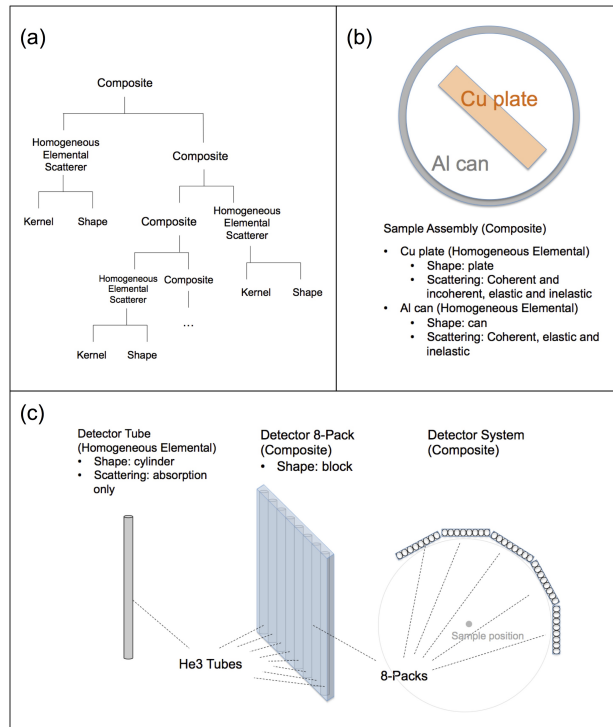 (a)
Composite
Homogeneous
Elemental
Scatterer
Composite
Kernel
Shape
Composite
Homogeneous
Elemental
Scatterer
Homogeneous
Elemental
Scatterer
Composite
Kernel
Shape
...
Kernel
Shape
(b)
Cu plate
Al can
Sample Assembly (Composite)
• Cu plate (Homogeneous Elemental)
• Shape: plate
• Scattering: Coherent and
incoherent, elastic and inelastic
• Al can (Homogeneous Elemental)
• Shape: can
• Scattering: Coherent, elastic and
inelastic
(c)
Detector Tube
(Homogeneous Elemental)
• Shape: cylinder
• Scattering: absorption
only
Detector 8-Pack
(Composite)
• Shape: block
Detector System
(Composite)
Sample position
He3 Tubes
8-Packs